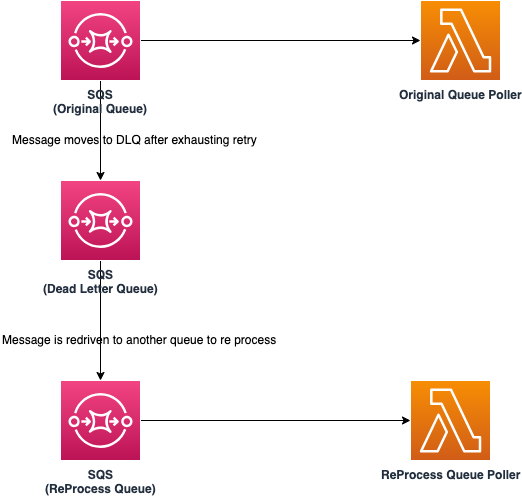 SQS
(Original Queue)
Original Queue Poller
Message moves to DLQ after exhausting retry
SQS
(Dead Letter Queue)
Message is redriven to another queue to re process
SQS
(ReProcess Queue)
ReProcess Queue Poller